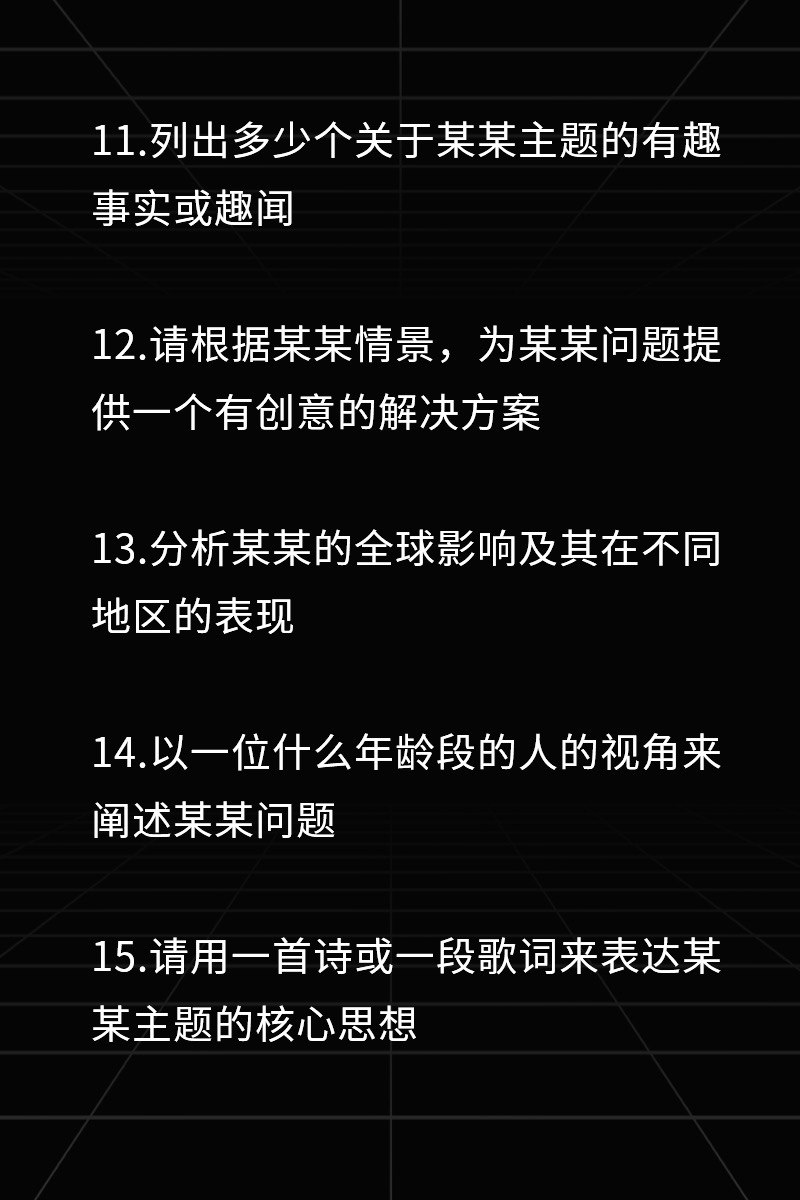 11.列出多少个关于某某主题的有趣
事实或趣闻
12.请根据某某情景，为某某问题提
供一个有创意的解决方案
13.分析某某的全球影响及其在不同
地区的表现
14.以一位什么年龄段的人的视角来
阐述某某问题
15.请用一首诗或一段歌词来表达某
某主题的核心思想